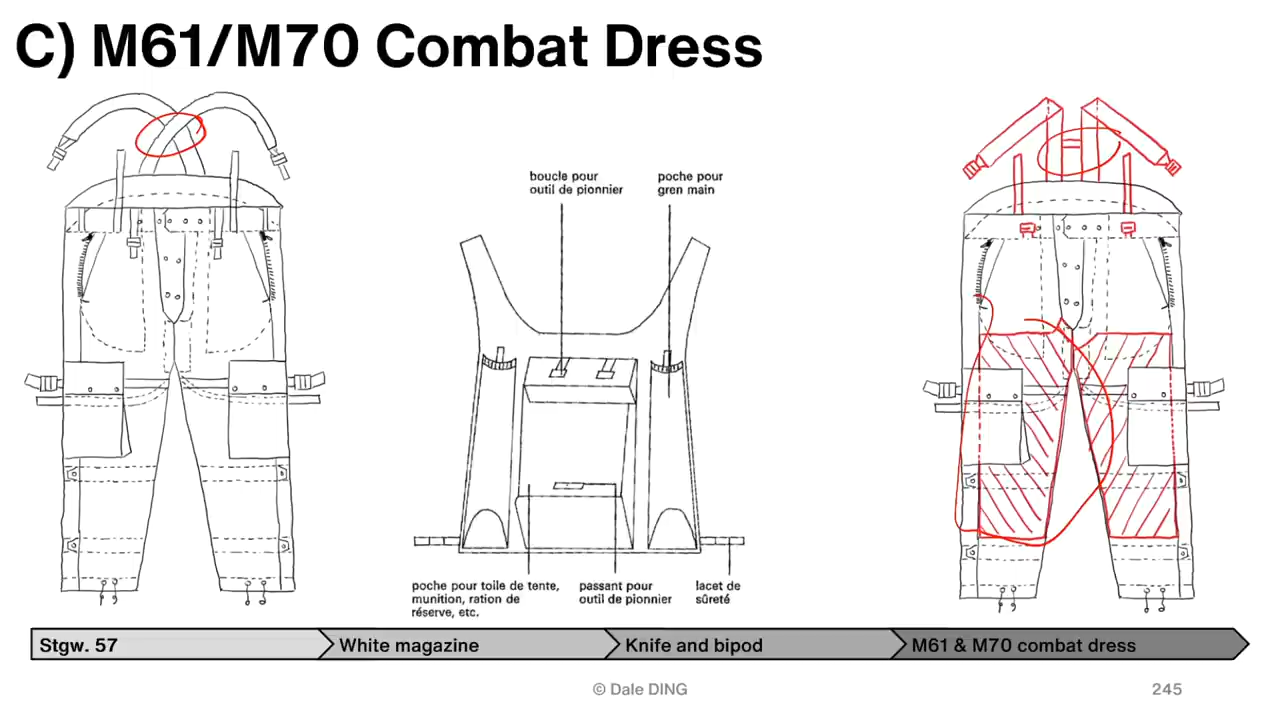 C) M61/M70 Combat Dress
boucle pour
outil de pionnier
poche pour
gren main
poche pour toile de tente,
munition, ration de
réserve, etc.
passant pour
outil de pionnier
lacet de
sûreté
Stgw. 57
White magazine
Knife and bipod
M61 & M70 combat dress
© Dale DING
245